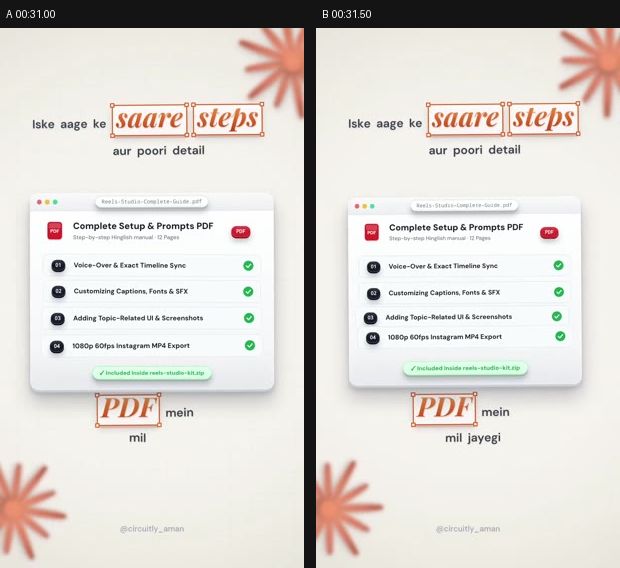 A 00:31.00
Iske aage ke saare steps
aur poori detail
Reels-Studio-Complete-Guide.pdf
PDF
Complete Setup & Prompts PDF
Step-by-step Hinglish manual · 12 Pages
PDF
01 Voice-Over & Exact Timeline Sync
02 Customizing Captions, Fonts & SFX
03 Adding Topic-Related UI & Screenshots
04 1080p 60fps Instagram MP4 Export
✓ Included inside reels-studio-kit.zip
PDF mein
mil
@circuitly_aman
B 00:31.50
Iske aage ke saare steps
aur poori detail
Reels-Studio-Complete-Guide.pdf
PDF
Complete Setup & Prompts PDF
Step-by-step Hinglish manual · 12 Pages
PDF
01 Voice-Over & Exact Timeline Sync
02 Customizing Captions, Fonts & SFX
03 Adding Topic-Related UI & Screenshots
04 1080p 60fps Instagram MP4 Export
✓ Included inside reels-studio-kit.zip
PDF mein
mil jayegi
@circuitly_aman